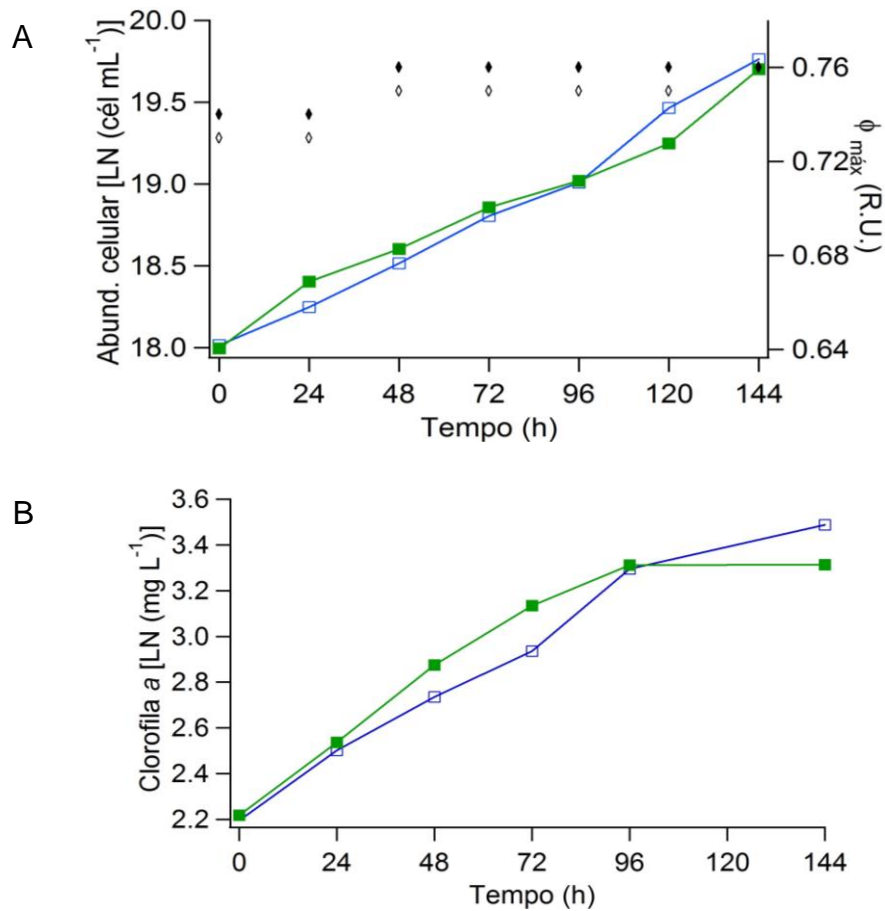 A
Abund. celular [LN (cél mL⁻¹)]
20.0
19.5
19.0
18.5
18.0
0.76
0.72
0.68
0.64
ϕ máx (R.U.)
0 24 48 72 96 120 144
Tempo (h)
B
Clorofila a [LN (mg L⁻¹)]
3.6
3.4
3.2
3.0
2.8
2.6
2.4
2.2
0 24 48 72 96 120 144
Tempo (h)